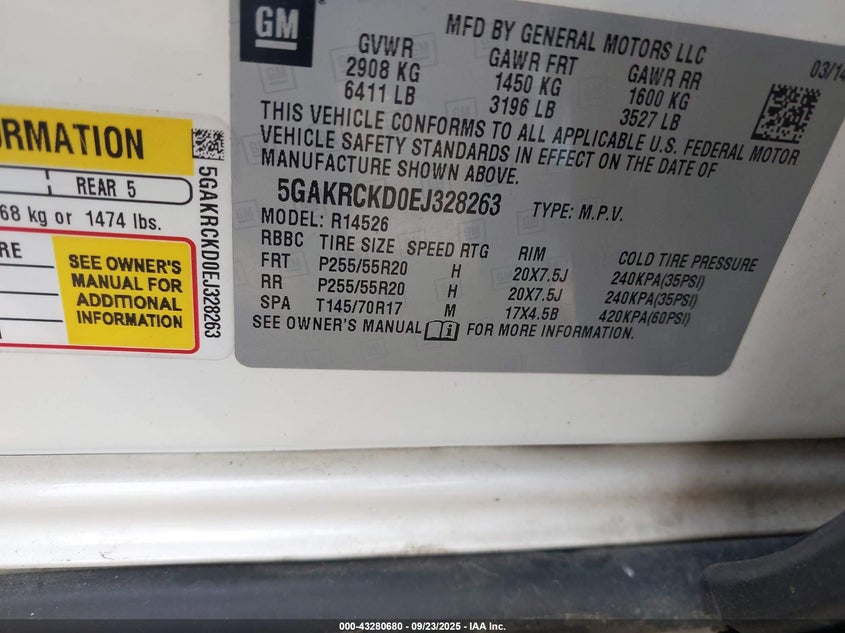 GM
MFD BY GENERAL MOTORS LLC
03/14
GVWR GAWR FRT GAWR RR
2908 KG 1450 KG 1600 KG
6411 LB 3196 LB 3527 LB
THIS VEHICLE CONFORMS TO ALL APPLICABLE U.S. FEDERAL MOTOR
VEHICLE SAFETY STANDARDS IN EFFECT ON THE DATE OF
MANUFACTURE SHOWN ABOVE.
5GAKRCKD0EJ328263 TYPE: M.P.V.
MODEL: R14526
RBBC TIRE SIZE SPEED RTG RIM COLD TIRE PRESSURE
FRT P255/55R20 H 20X7.5J 240KPA(35PSI)
RR P255/55R20 H 20X7.5J 240KPA(35PSI)
SPA T145/70R17 M 17X4.5B 420KPA(60PSI)
SEE OWNER'S MANUAL FOR MORE INFORMATION.
ORMATION
REAR 5
68 kg or 1474 lbs.
RE
SEE OWNER'S
MANUAL FOR
ADDITIONAL
INFORMATION
5GAKRCKD0EJ328263
000-43280680 - 09/23/2025 - IAA Inc.